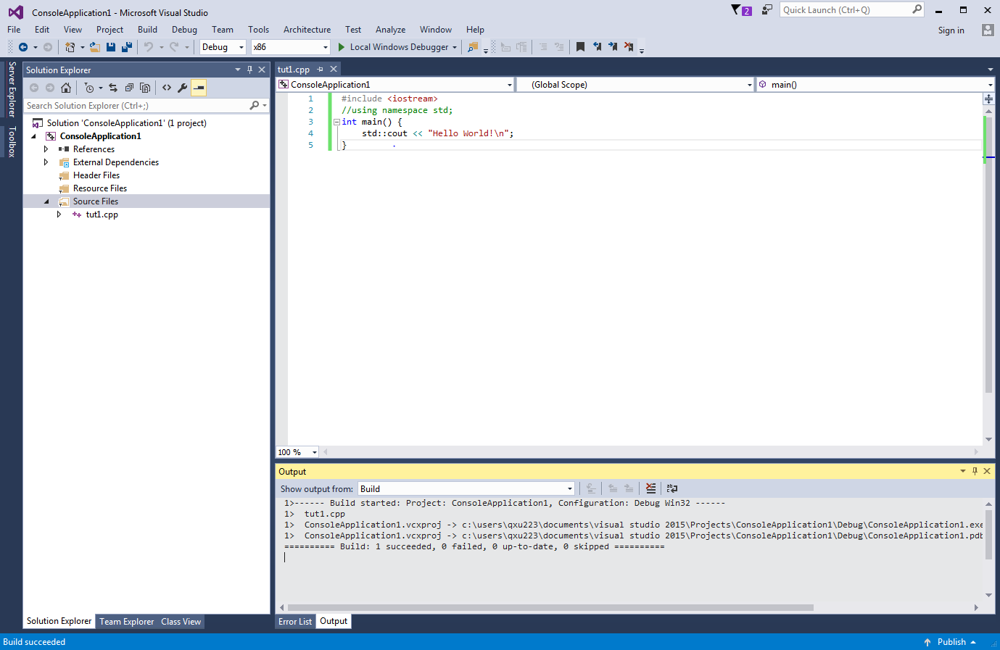 ConsoleApplication1 - Microsoft Visual Studio
2
Quick Launch (Ctrl+Q)
File Edit View Project Build Debug Team Tools Architecture Test Analyze Window Help
Sign in
Debug x86 Local Windows Debugger
Server Explorer
Toolbox
Solution Explorer
Search Solution Explorer (Ctrl+;)
Solution 'ConsoleApplication1' (1 project)
ConsoleApplication1
References
External Dependencies
Header Files
Resource Files
Source Files
tut1.cpp
Solution Explorer Team Explorer Class View
tut1.cpp
ConsoleApplication1 (Global Scope) main()
1 #include <iostream>
2 //using namespace std;
3 int main() {
4 std::cout << "Hello World!\n";
5 }
100 %
Output
Show output from: Build
1>------ Build started: Project: ConsoleApplication1, Configuration: Debug Win32 ------
1> tut1.cpp
1> ConsoleApplication1.vcxproj -> c:\users\qxu223\documents\visual studio 2015\Projects\ConsoleApplication1\Debug\ConsoleApplication1.exe
1> ConsoleApplication1.vcxproj -> c:\users\qxu223\documents\visual studio 2015\Projects\ConsoleApplication1\Debug\ConsoleApplication1.pdb
========== Build: 1 succeeded, 0 failed, 0 up-to-date, 0 skipped ==========
Error List Output
Build succeeded
Publish